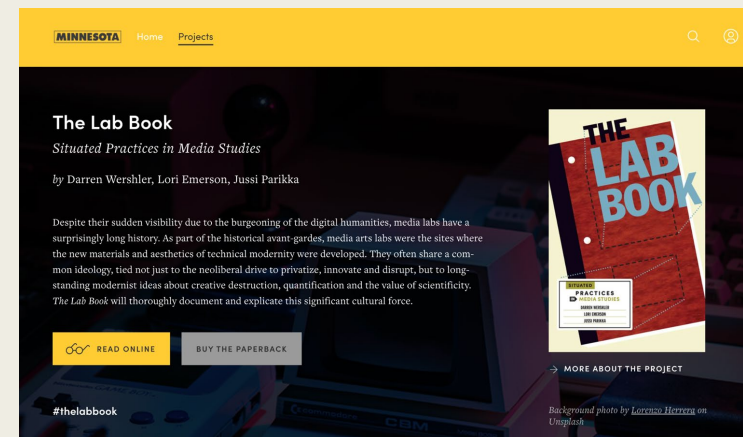 MINNESOTA Home Projects
The Lab Book
Situated Practices in Media Studies
by Darren Wershler, Lori Emerson, Jussi Parikka
Despite their sudden visibility due to the burgeoning of the digital humanities, media labs have a
surprisingly long history. As part of the historical avant-gardes, media arts labs were the sites where
the new materials and aesthetics of technical modernity were developed. They often share a com-
mon ideology, tied not just to the neoliberal drive to privatize, innovate and disrupt, but to long-
standing modernist ideas about creative destruction, quantification and the value of scientificity.
The Lab Book will thoroughly document and explicate this significant cultural force.
READ ONLINE
BUY THE PAPERBACK
#thelabbook
THE
LAB
BOOK
SITUATED
PRACTICES
IN MEDIA STUDIES
DARREN WERSHLER
LORI EMERSON
JUSSI PARIKKA
→ MORE ABOUT THE PROJECT
Background photo by Lorenzo Herrera on
Unsplash
CBM